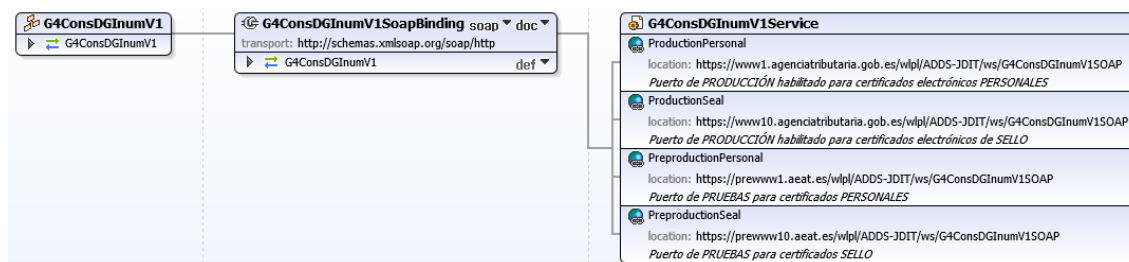 G4ConsDGInumV1
G4ConsDGInumV1
G4ConsDGInumV1SoapBinding soap doc
transport: http://schemas.xmlsoap.org/soap/http
G4ConsDGInumV1 def
G4ConsDGInumV1Service
ProductionPersonal
location: https://www1.agenciatributaria.gob.es/wlpl/ADDS-JDIT/ws/G4ConsDGInumV1SOAP
Puerto de PRODUCCIÓN habilitado para certificados electrónicos PERSONALES
ProductionSeal
location: https://www10.agenciatributaria.gob.es/wlpl/ADDS-JDIT/ws/G4ConsDGInumV1SOAP
Puerto de PRODUCCIÓN habilitado para certificados electrónicos de SELLO
PreproductionPersonal
location: https://prewww1.aeat.es/wlpl/ADDS-JDIT/ws/G4ConsDGInumV1SOAP
Puerto de PRUEBAS para certificados PERSONALES
PreproductionSeal
location: https://prewww10.aeat.es/wlpl/ADDS-JDIT/ws/G4ConsDGInumV1SOAP
Puerto de PRUEBAS para certificados SELLO